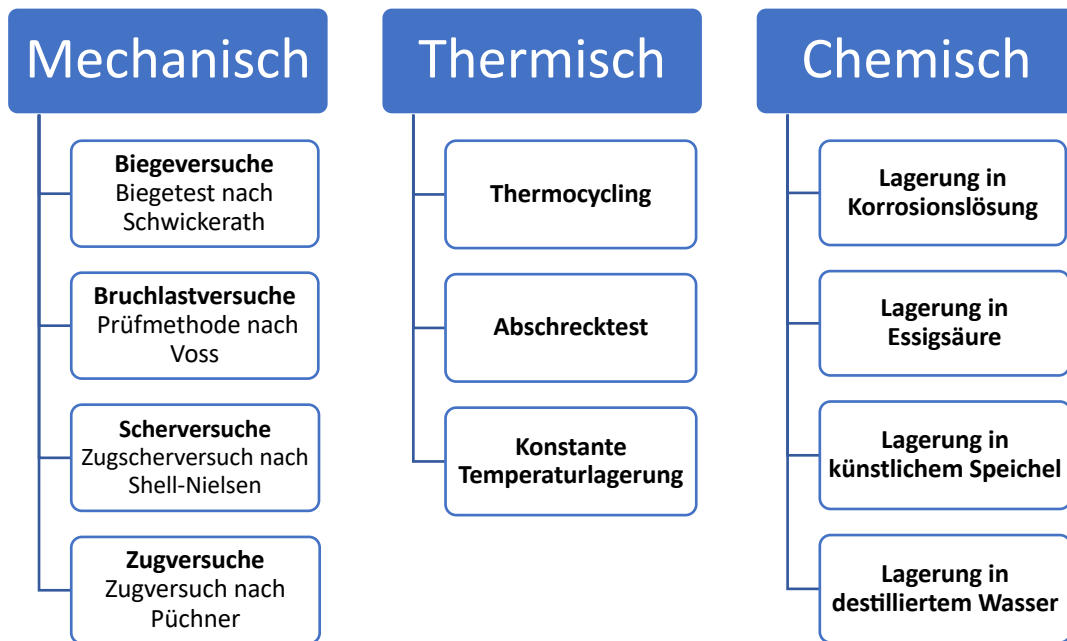 Mechanisch
Biegeversuche
Biegetest nach
Schwickerath
Bruchlastversuche
Prüfmethode nach
Voss
Scherversuche
Zugscherversuch nach
Shell-Nielsen
Zugversuche
Zugversuch nach
Püchner
Thermisch
Thermocycling
Abschrecktest
Konstante
Temperaturlagerung
Chemisch
Lagerung in
Korrosionslösung
Lagerung in
Essigsäure
Lagerung in
künstlichem Speichel
Lagerung in
destilliertem Wasser